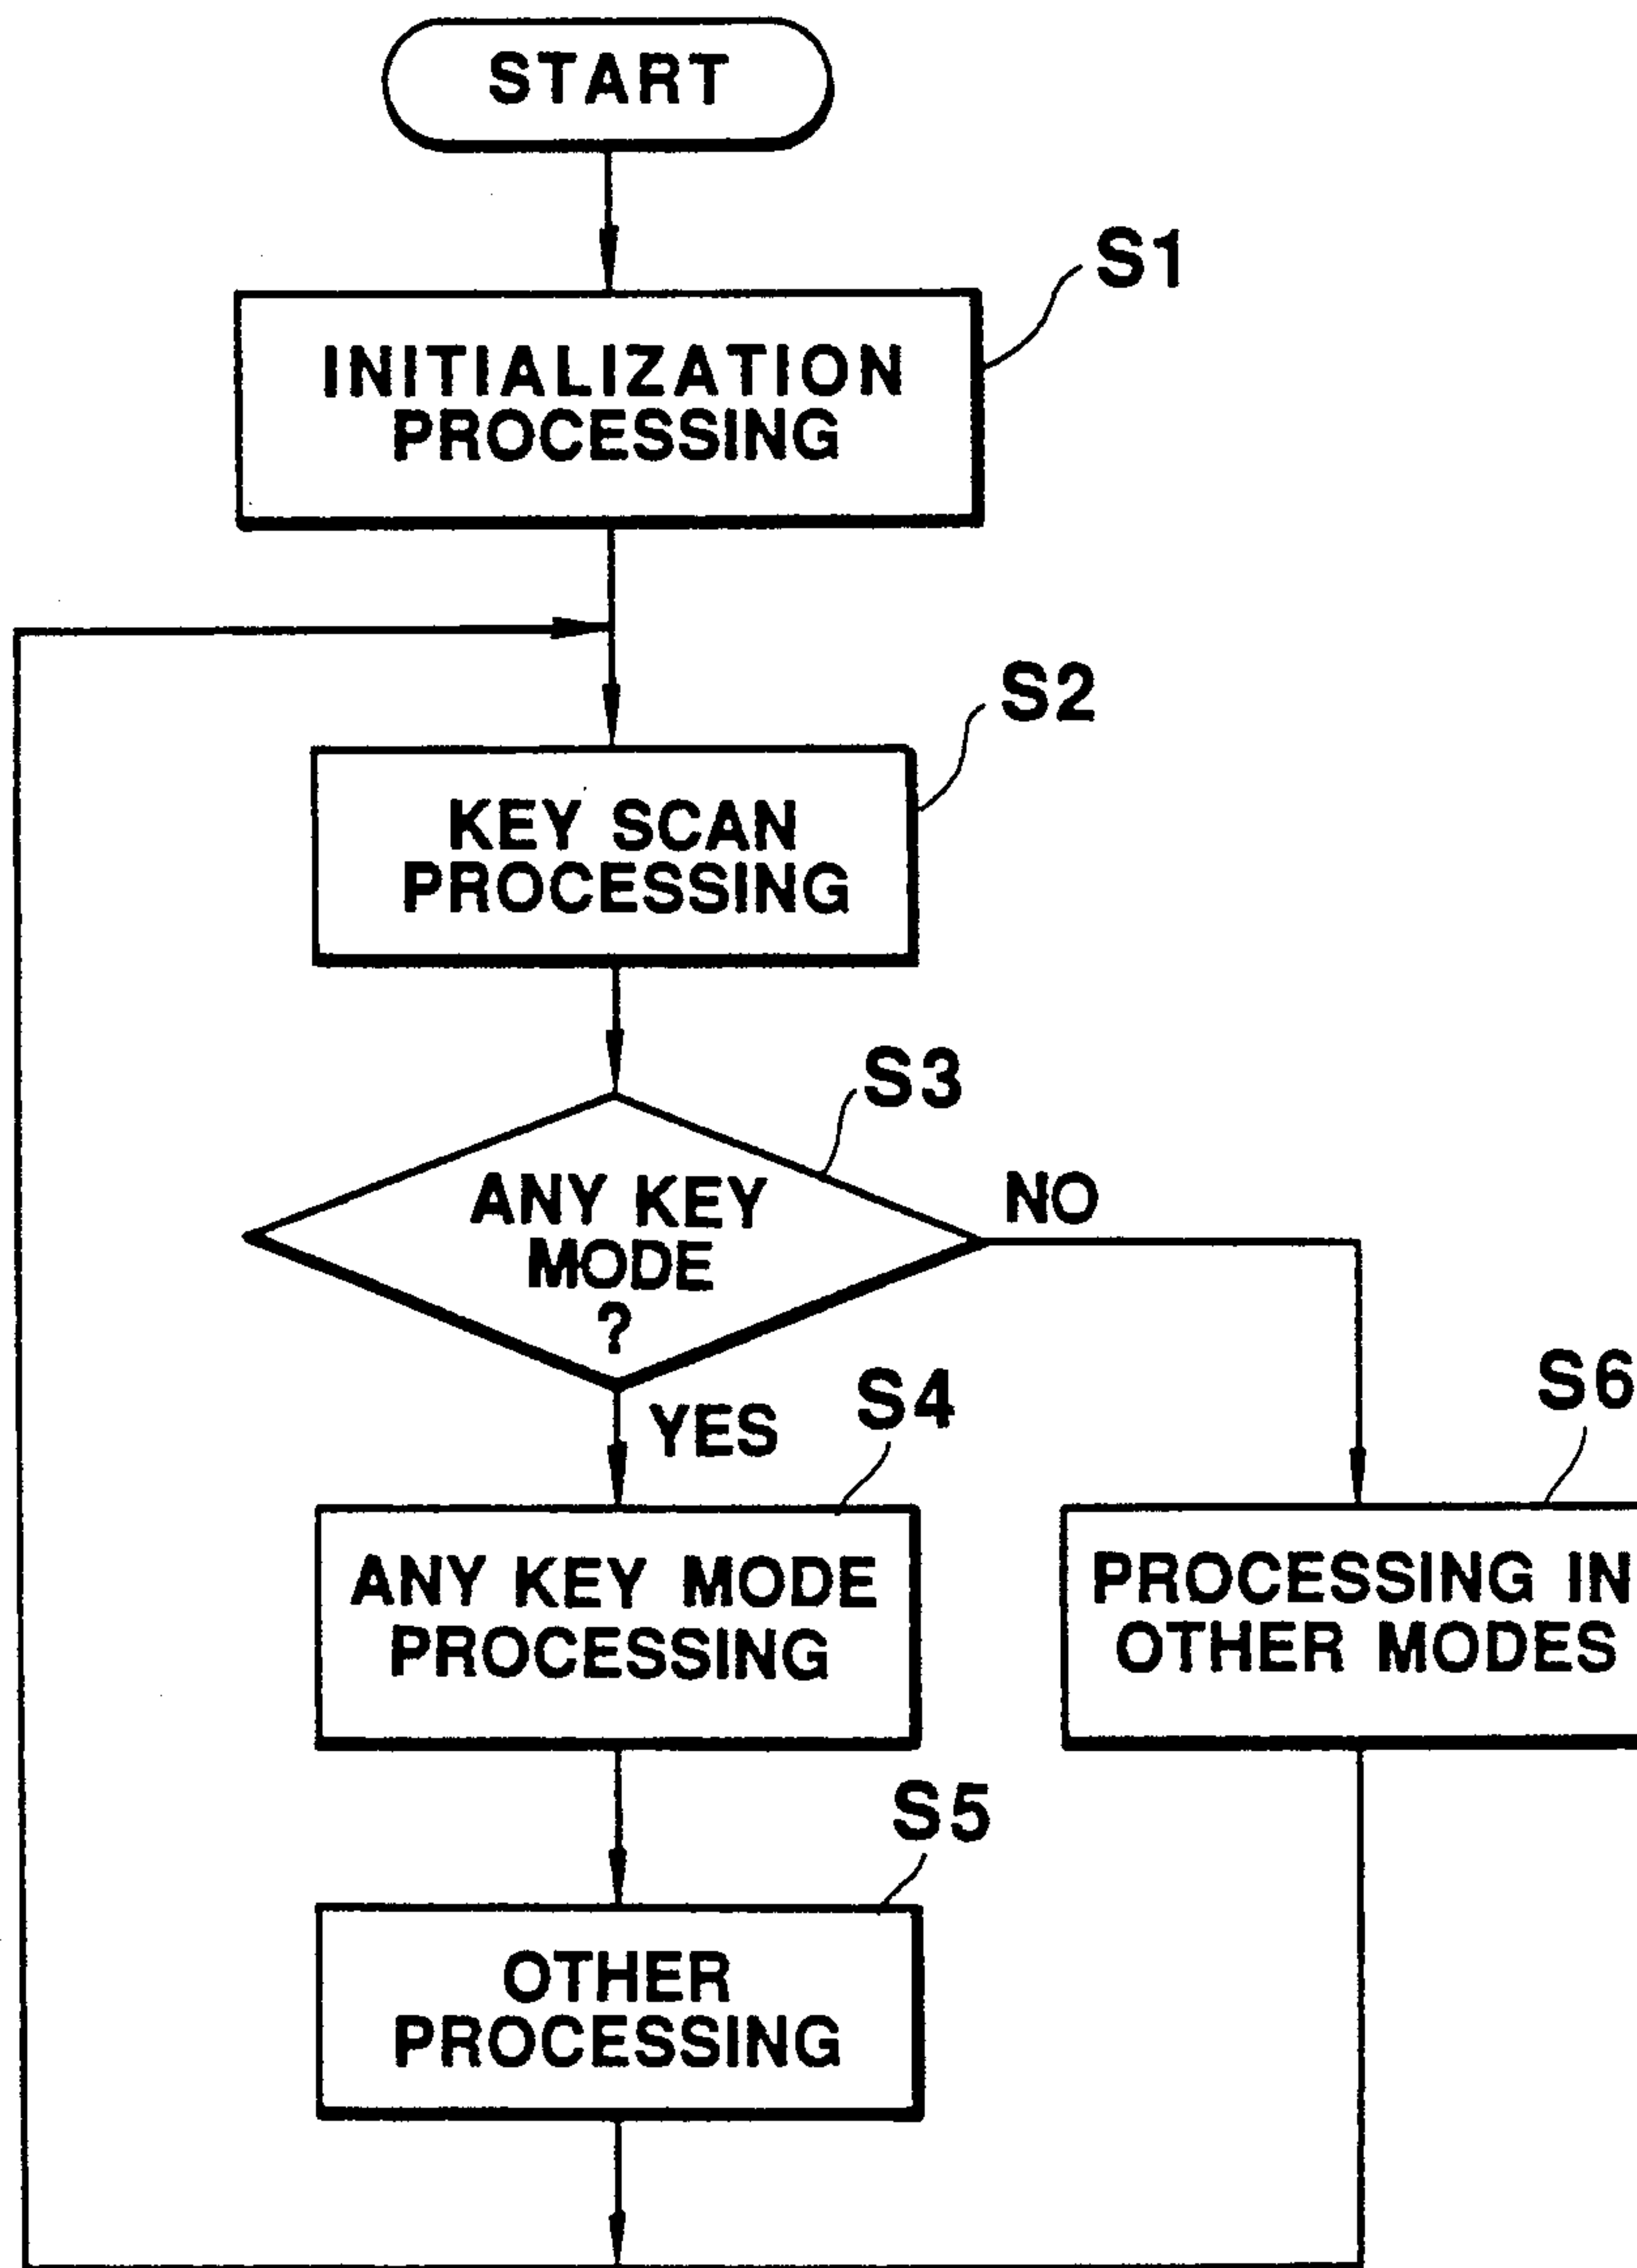 START
S1
INITIALIZATION
PROCESSING
S2
KEY SCAN
PROCESSING
S3
ANY KEY
MODE
?
NO
YES
S4
S6
ANY KEY MODE
PROCESSING
PROCESSING IN
OTHER MODES
S5
OTHER
PROCESSING